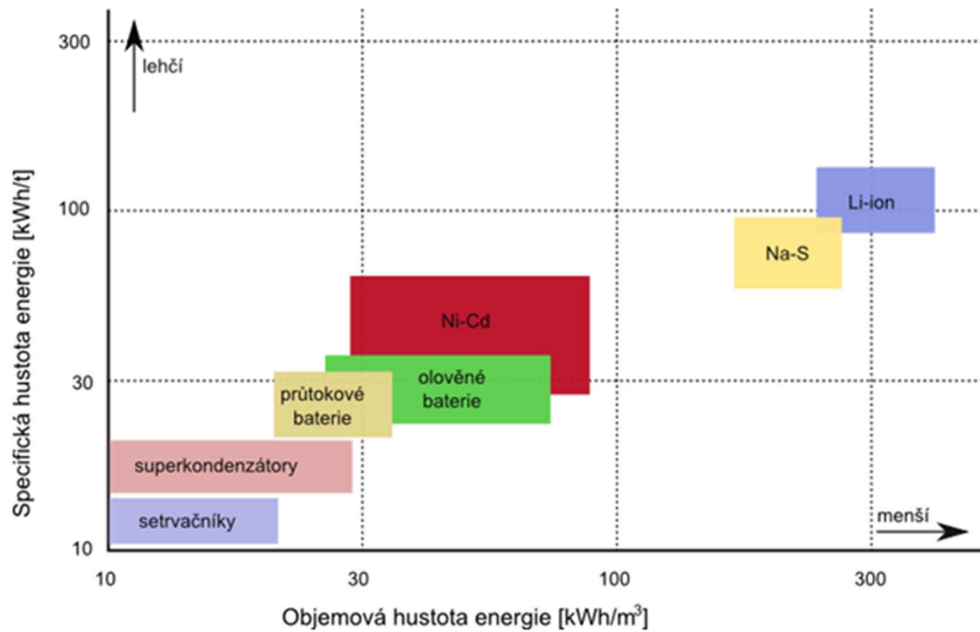 300
lehčí
Specifická hustota energie [kWh/t]
100
Li-ion
Na-S
Ni-Cd
30
olověné
baterie
průtokové
baterie
superkondenzátory
setrvačníky
menší
10
10
30
100
300
Objemová hustota energie [kWh/m³]